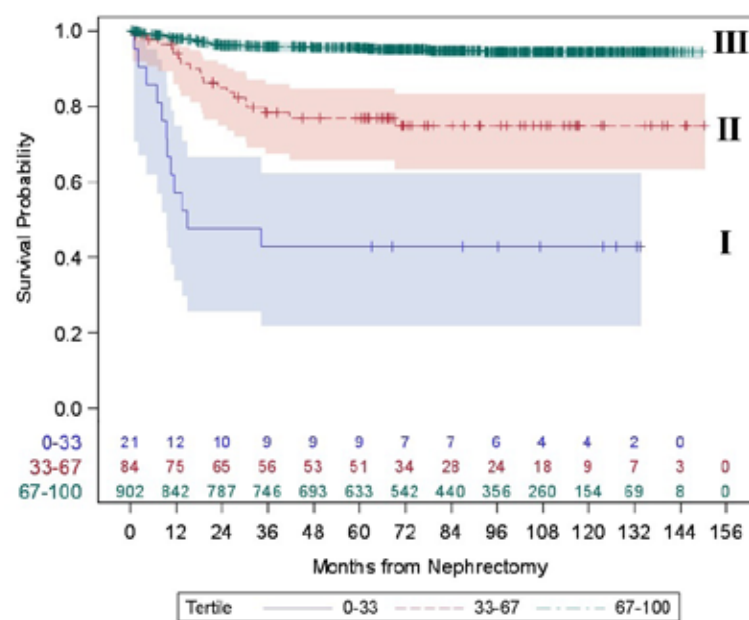 1.0
0.8
0.6
0.4
0.2
0.0
Survival Probability
III
II
I
0-33 21 12 10 9 9 9 7 7 6 4 4 2 0
33-67 84 75 65 56 53 51 34 28 24 18 9 7 3 0
67-100 902 842 787 746 693 633 542 440 356 260 154 69 8 0
0 12 24 36 48 60 72 84 96 108 120 132 144 156
Months from Nephrectomy
Tertile 0-33 33-67 67-100